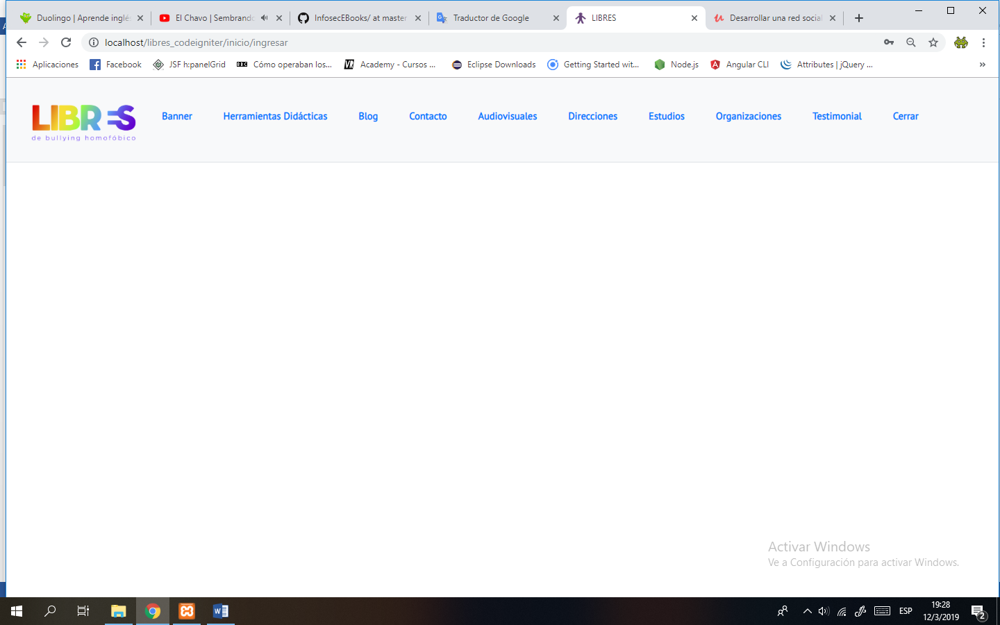 Duolingo | Aprende inglés
El Chavo | Sembrando
InfosecEBooks/ at master
Traductor de Google
LIBRES
Desarrollar una red social
localhost/libres_codeigniter/inicio/ingresar
Aplicaciones
Facebook
JSF h:panelGrid
BBC
Cómo operaban los...
Academy - Cursos ...
Eclipse Downloads
Getting Started wit...
Node.js
Angular CLI
Attributes | jQuery ...
»
LIBRES
de bullying homofóbico
Banner
Herramientas Didácticas
Blog
Contacto
Audiovisuales
Direcciones
Estudios
Organizaciones
Testimonial
Cerrar
Activar Windows
Ve a Configuración para activar Windows.
ESP
19:28
12/3/2019
2